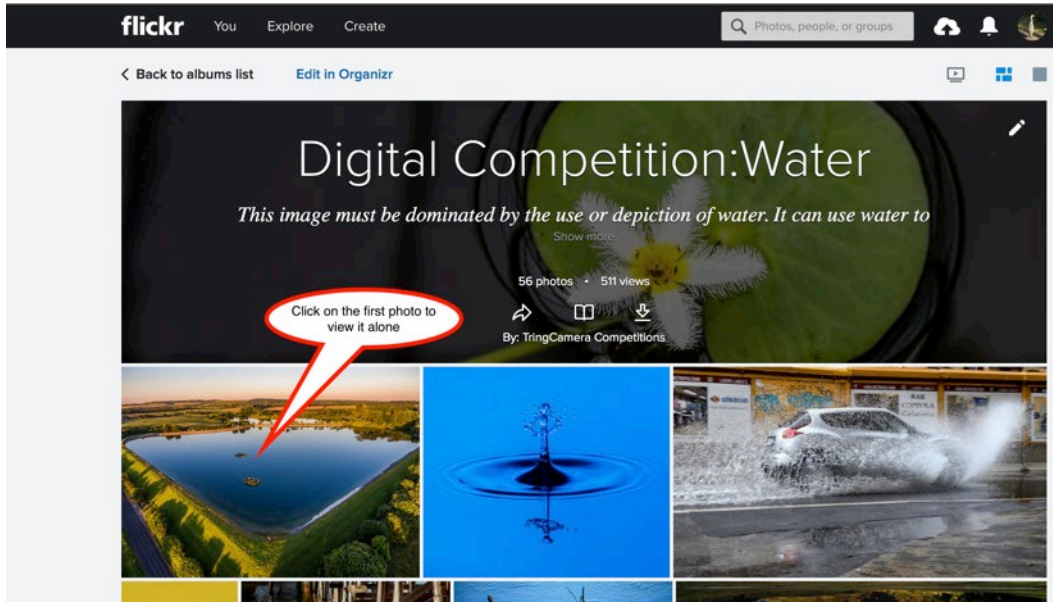 flickr You Explore Create Photos, people, or groups
Back to albums list Edit in Organizr
Digital Competition:Water
This image must be dominated by the use or depiction of water. It can use water to
Show more
56 photos • 511 views
Click on the first photo to
view it alone
By: TringCamera Competitions
BAR